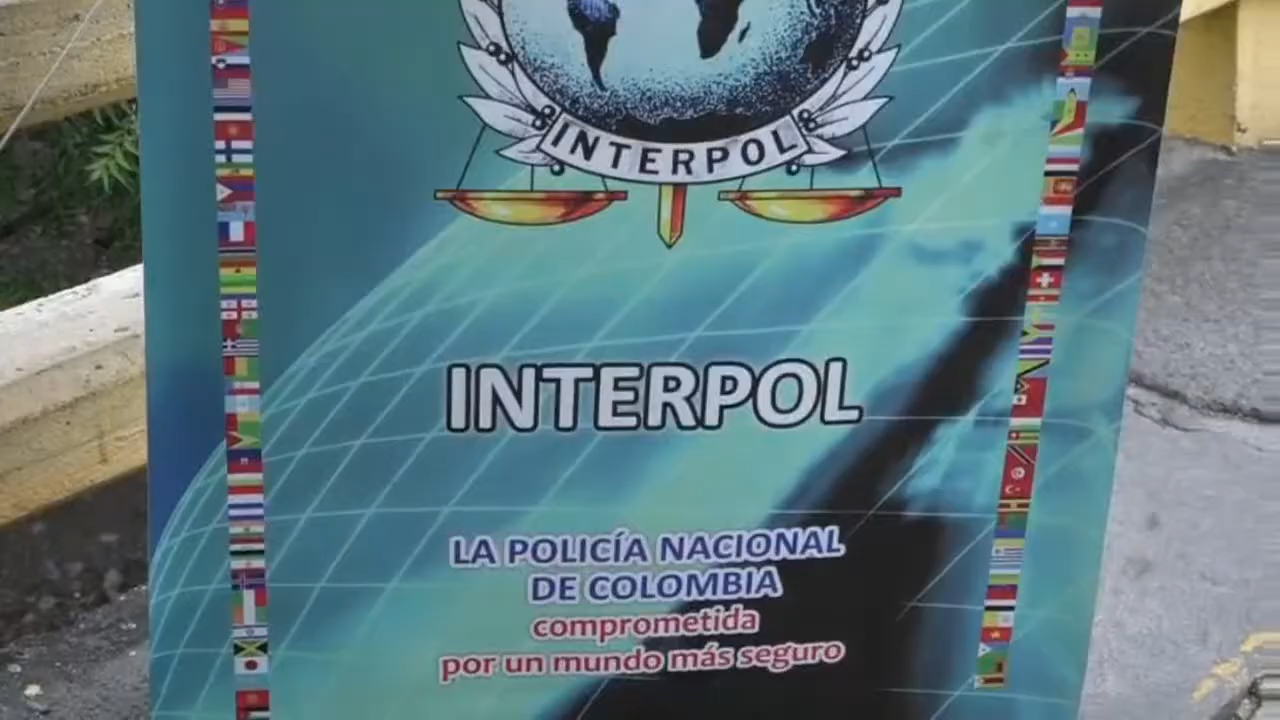 INTERPOL
INTERPOL
LA POLICÍA NACIONAL
DE COLOMBIA
comprometida
por un mundo más seguro